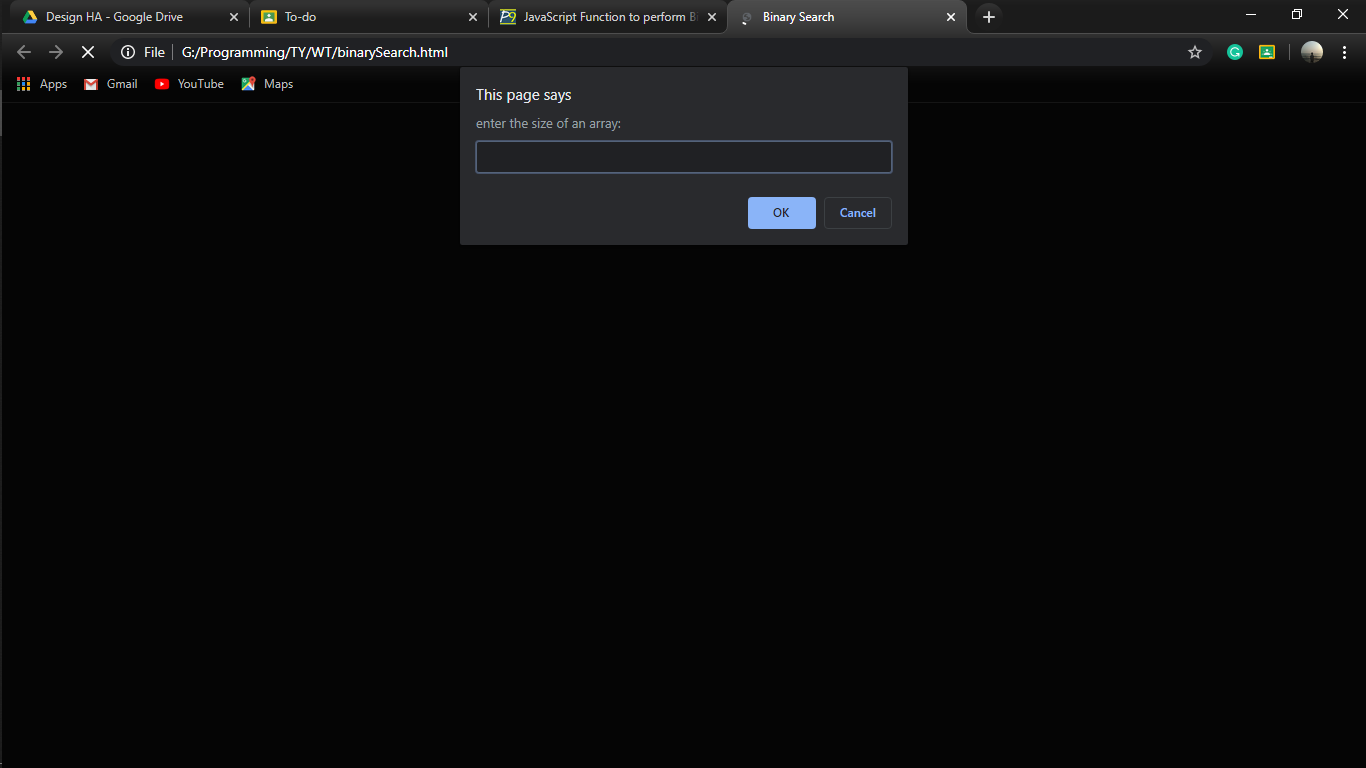 Design HA - Google Drive
To-do
JavaScript Function to perform B
Binary Search
File G:/Programming/TY/WT/binarySearch.html
Apps Gmail YouTube Maps
This page says
enter the size of an array:
OK Cancel